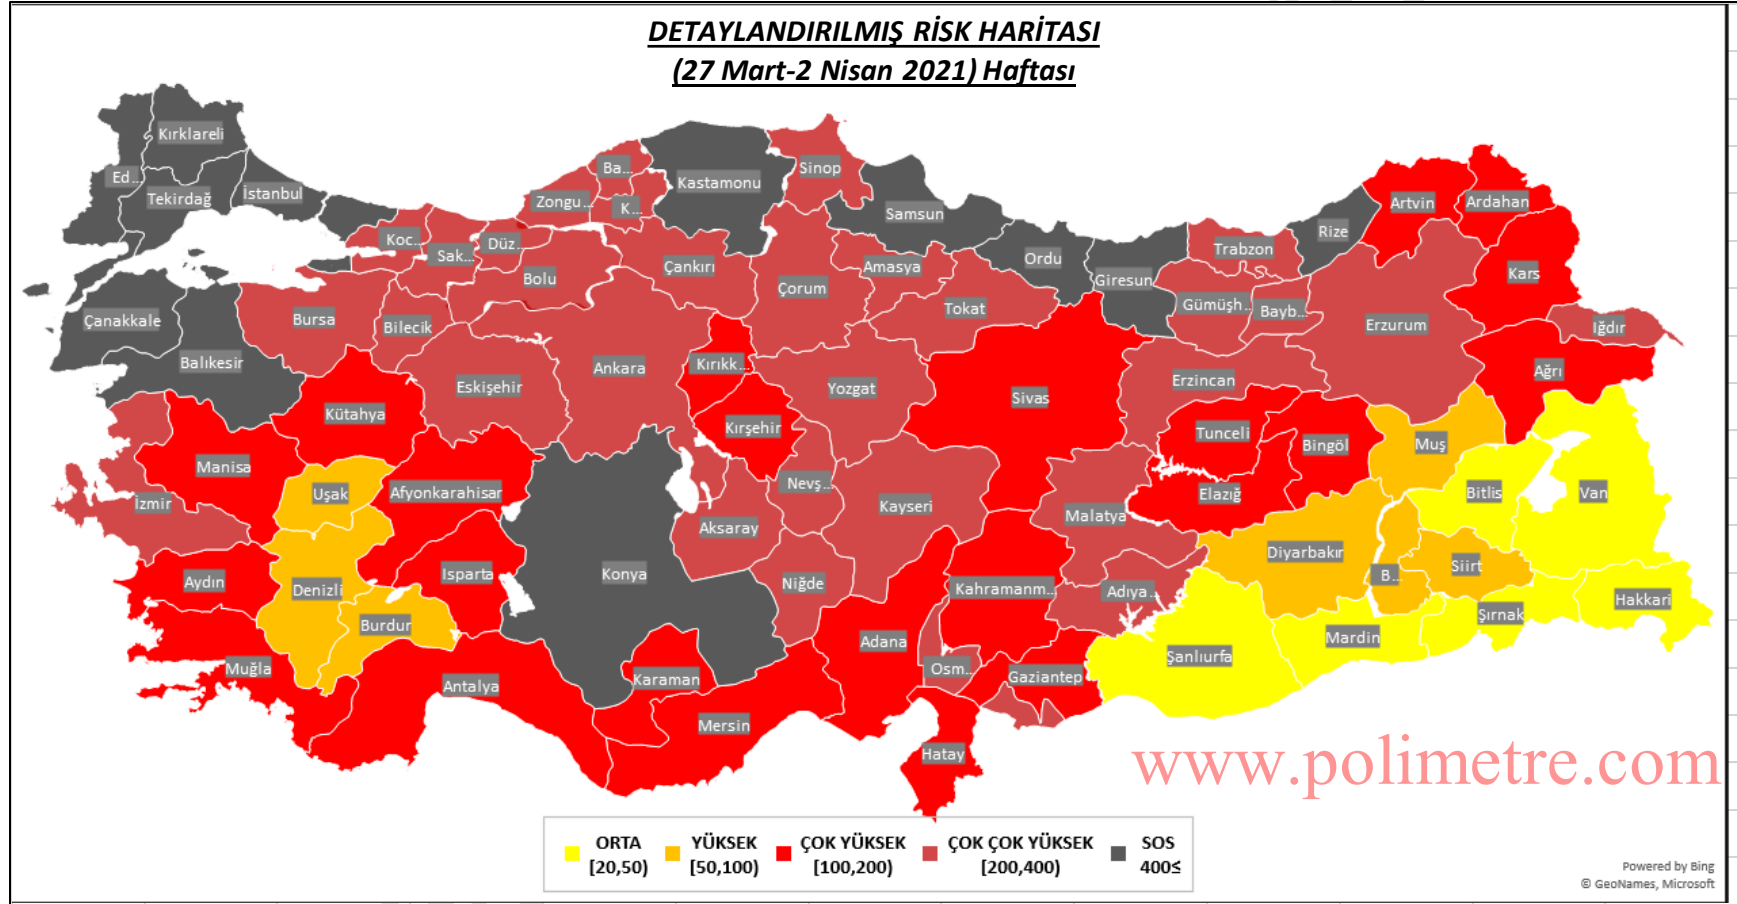 DETAYLANDIRILMIŞ RİSK HARİTASI
(27 Mart-2 Nisan 2021) Haftası
Kırklareli
Ed...
Tekirdağ
İstanbul
Ba...
Zongu...
K...
Kastamonu
Sinop
Samsun
Ordu
Giresun
Trabzon
Rize
Artvin
Ardahan
Kars
Koc...
Sak...
Düz...
Bolu
Çankırı
Çorum
Amasya
Tokat
Gümüşh...
Bayb...
Erzurum
Iğdır
Ağrı
Çanakkale
Balıkesir
Bursa
Bilecik
Eskişehir
Ankara
Kırıkk...
Yozgat
Sivas
Erzincan
Kütahya
Kırşehir
Tunceli
Bingöl
Muş
Manisa
Uşak
Afyonkarahisar
Nevş...
Kayseri
Malatya
Elazığ
Bitlis
Van
İzmir
Aksaray
Diyarbakır
Aydın
Denizli
Isparta
Konya
Niğde
Kahramanm...
Adıya...
B...
Siirt
Burdur
Şırnak
Hakkari
Mardin
Şanlıurfa
Muğla
Antalya
Karaman
Mersin
Adana
Osm...
Gaziantep
Hatay
www.polimetre.com
ORTA
[20,50)
YÜKSEK
[50,100)
ÇOK YÜKSEK
[100,200)
ÇOK ÇOK YÜKSEK
[200,400)
SOS
400≤
Powered by Bing
© GeoNames, Microsoft